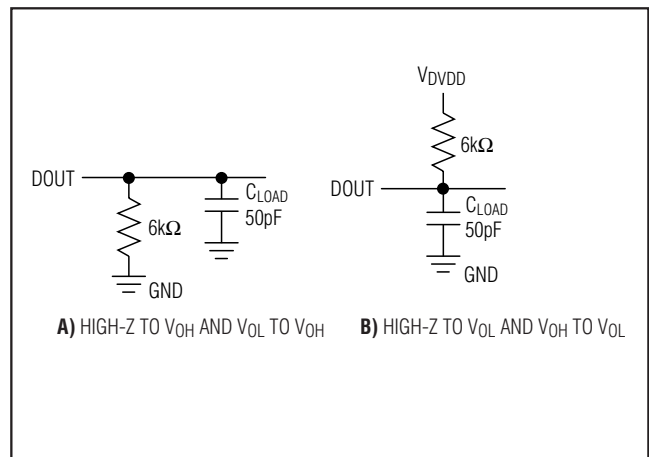 DOUT
6kΩ
GND
CLOAD
50pF
A) HIGH-Z TO VOH AND VOL TO VOH
VDVDD
6kΩ
DOUT
CLOAD
50pF
GND
B) HIGH-Z TO VOL AND VOH TO VOL